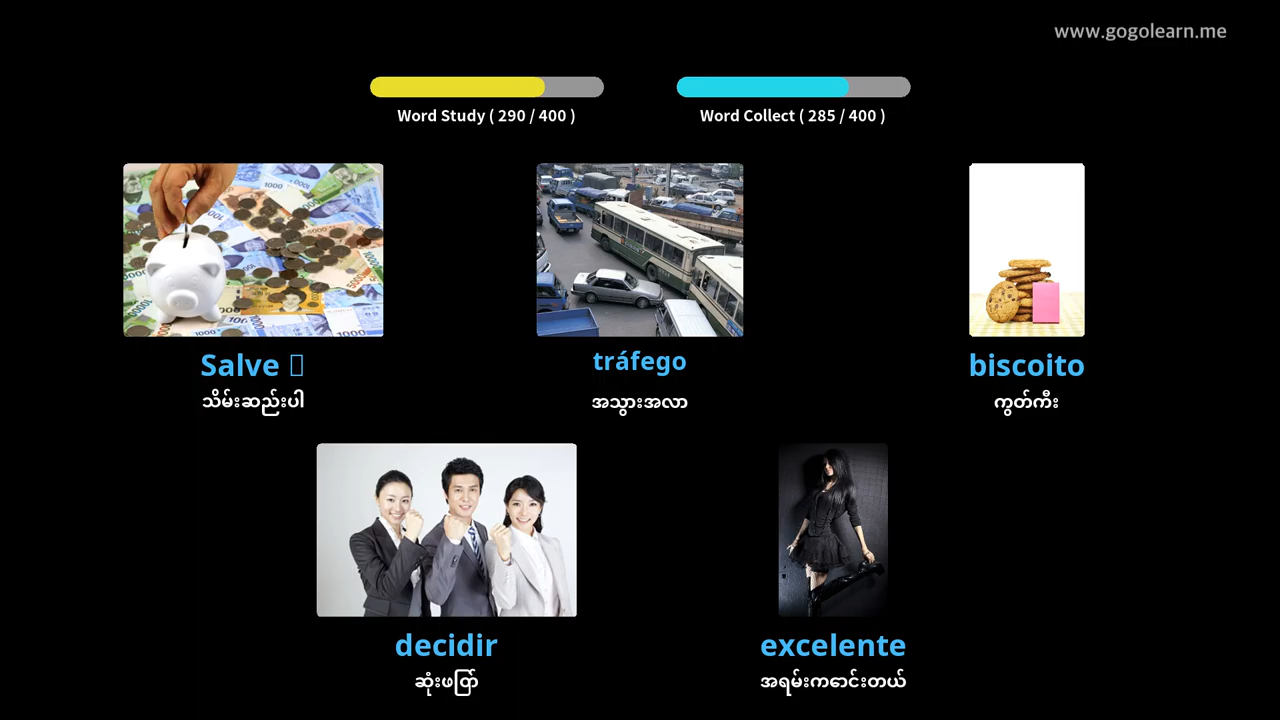 www.gogolearn.me
Word Study ( 290 / 400 )
Word Collect ( 285 / 400 )
Salve
သိမ်းဆည်းပါ
tráfego
အသွားအလာ
biscoito
ကွတ်ကီး
decidir
ဆုံးဖြတ်
excelente
အရမ်းကောင်းတယ်